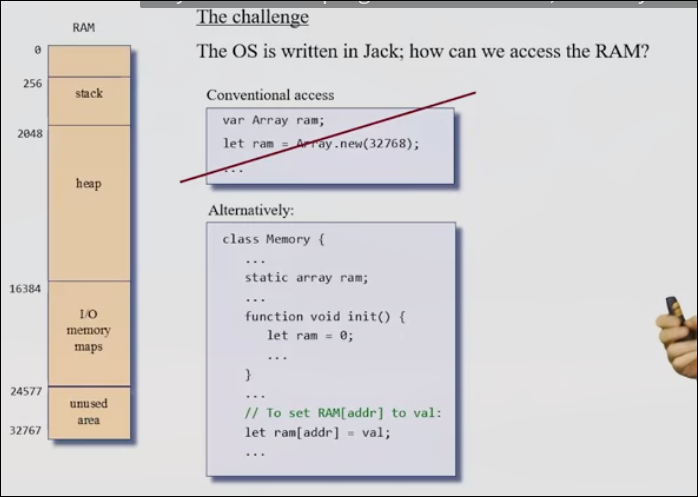 The challenge
The OS is written in Jack; how can we access the RAM?
RAM
0
256
stack
2048
heap
16384
I/O
memory
maps
24577
unused
area
32767
Conventional access
var Array ram;
let ram = Array.new(32768);
...
Alternatively:
class Memory {
...
static array ram;
...
function void init() {
let ram = 0;
...
}
...
// To set RAM[addr] to val:
let ram[addr] = val;
...